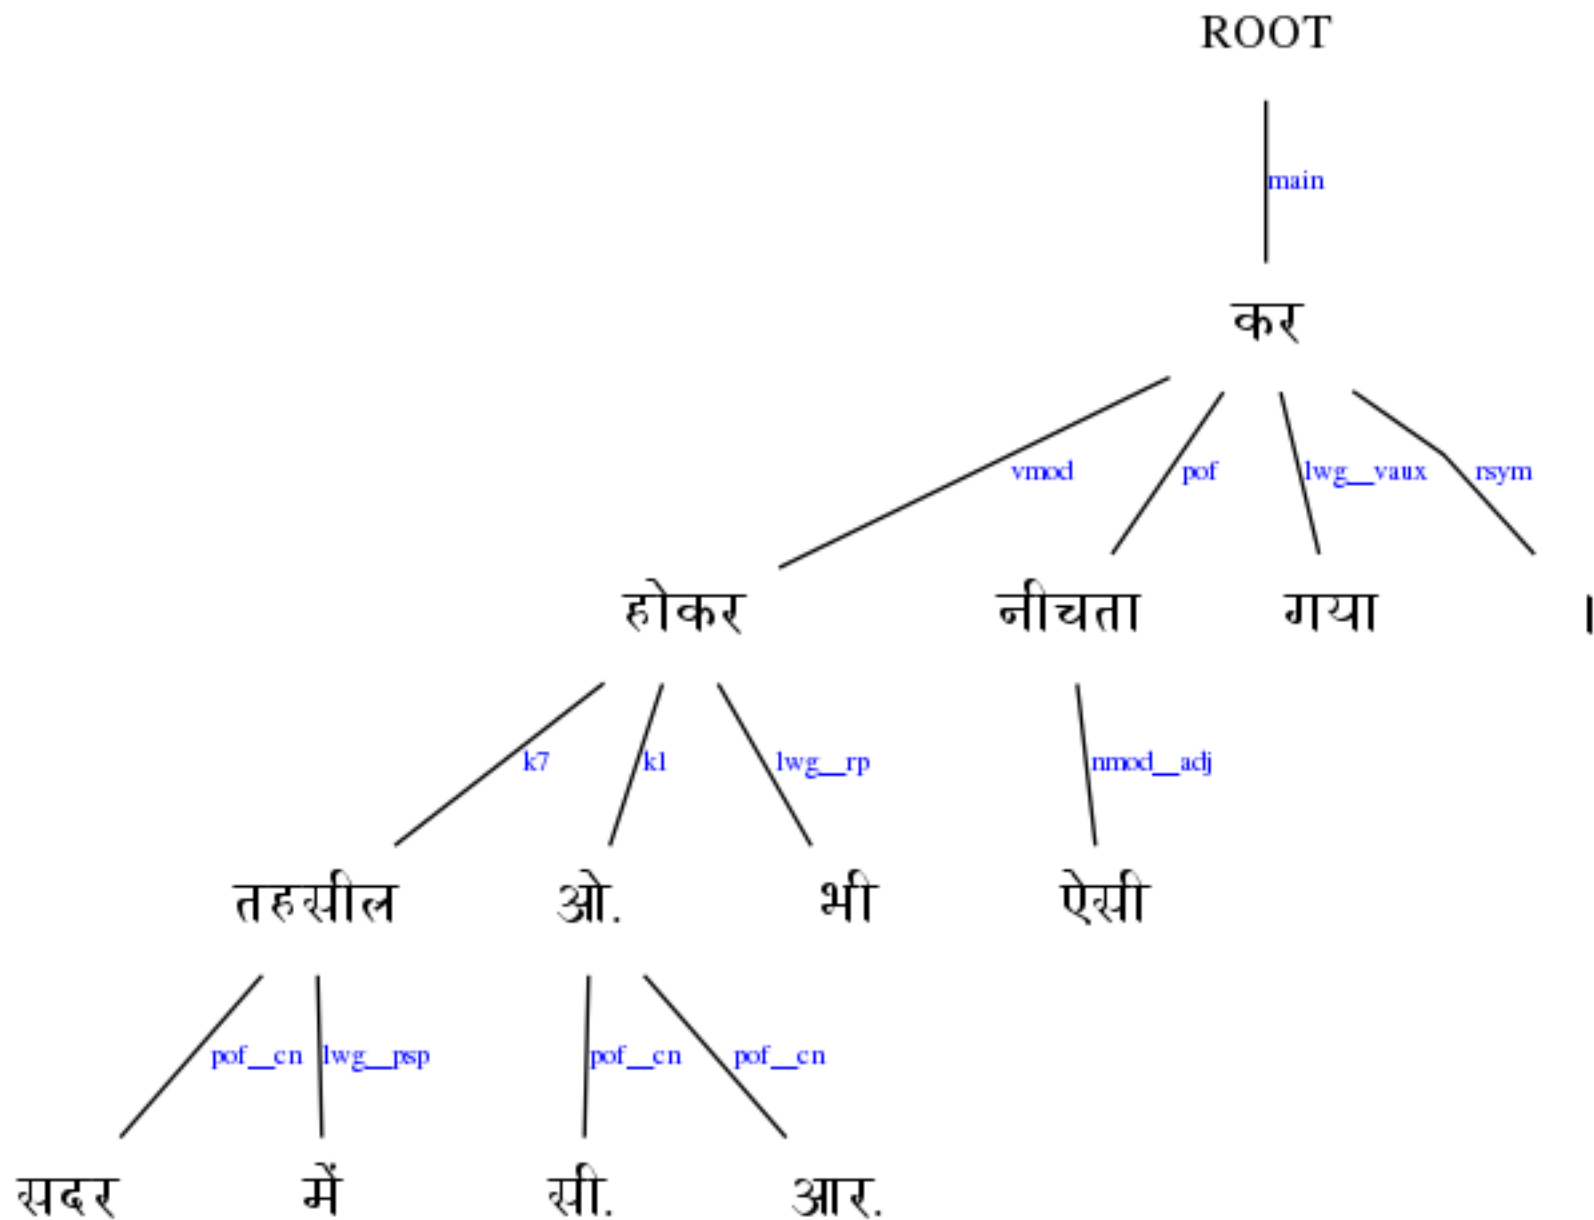 ROOT
main
कर
vmod pof lwg__vaux rsym
होकर नीचता गया ।
k7 k1 lwg__rp nmod__adj
तहसील ओ. भी ऐसी
pof__cn lwg__psp pof__cn pof__cn
सदर में सी. आर.